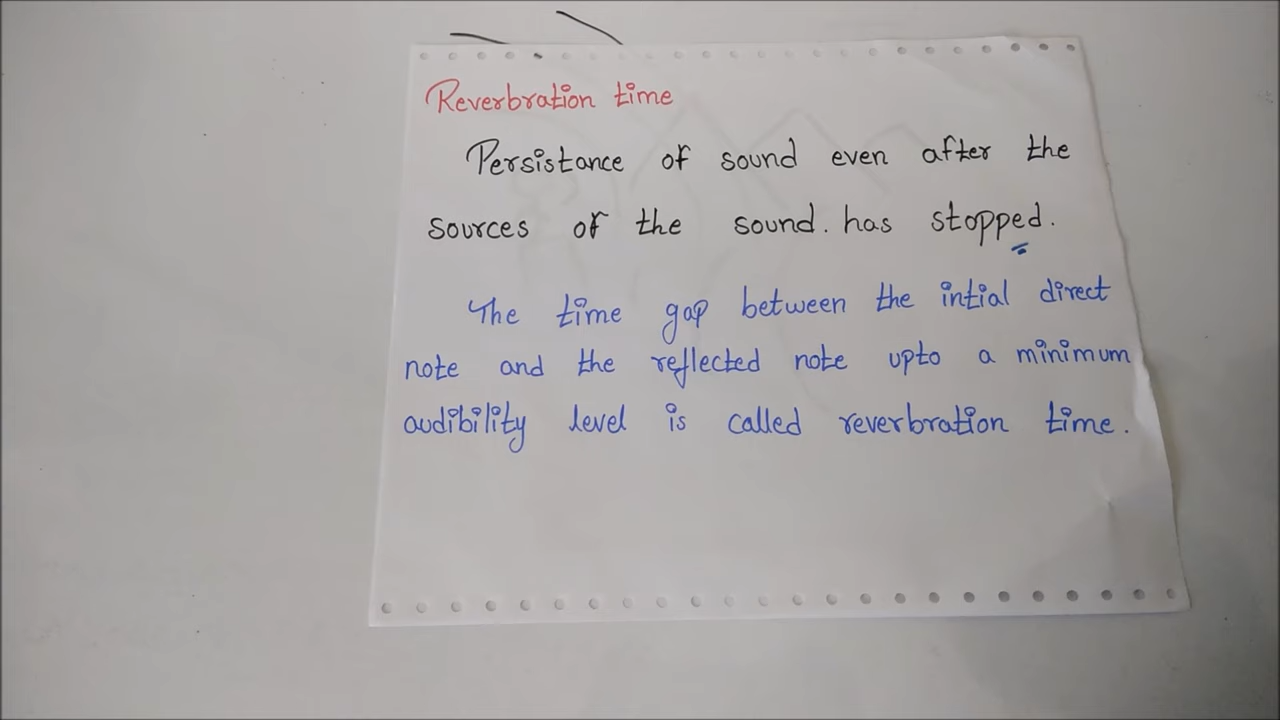 Reverbration time
Persistance of sound even after the
sources of the sound. has stopped.
The time gap between the intial direct
note and the reflected note upto a minimum
audibility level is called reverbration time.